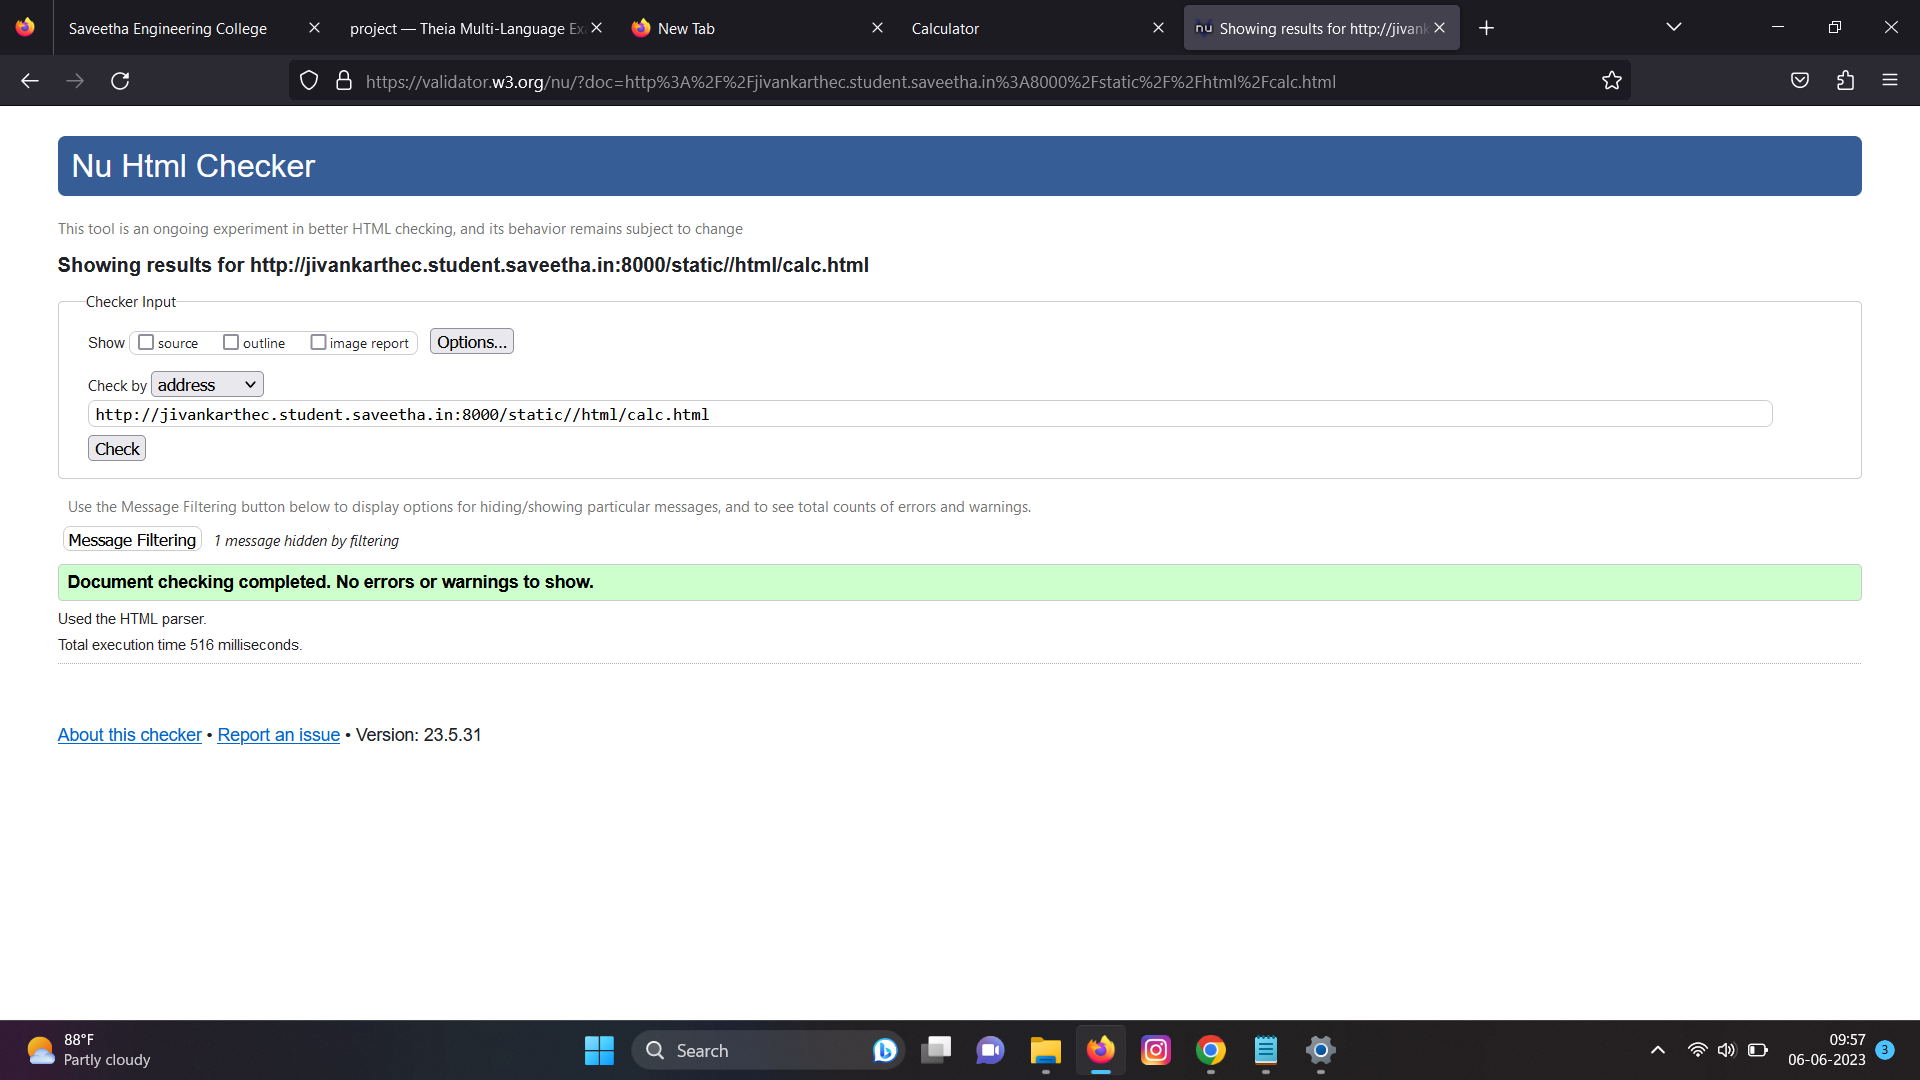 Saveetha Engineering College
project — Theia Multi-Language Ex
New Tab
Calculator
nu Showing results for http://jivank
https://validator.w3.org/nu/?doc=http%3A%2F%2Fjivankarthec.student.saveetha.in%3A8000%2Fstatic%2F%2Fhtml%2Fcalc.html
Nu Html Checker
This tool is an ongoing experiment in better HTML checking, and its behavior remains subject to change
Showing results for http://jivankarthec.student.saveetha.in:8000/static//html/calc.html
Checker Input
Show source outline image report Options...
Check by address
http://jivankarthec.student.saveetha.in:8000/static//html/calc.html
Check
Use the Message Filtering button below to display options for hiding/showing particular messages, and to see total counts of errors and warnings.
Message Filtering 1 message hidden by filtering
Document checking completed. No errors or warnings to show.
Used the HTML parser.
Total execution time 516 milliseconds.
About this checker • Report an issue • Version: 23.5.31
88°F
Partly cloudy
Search
09:57
06-06-2023
3